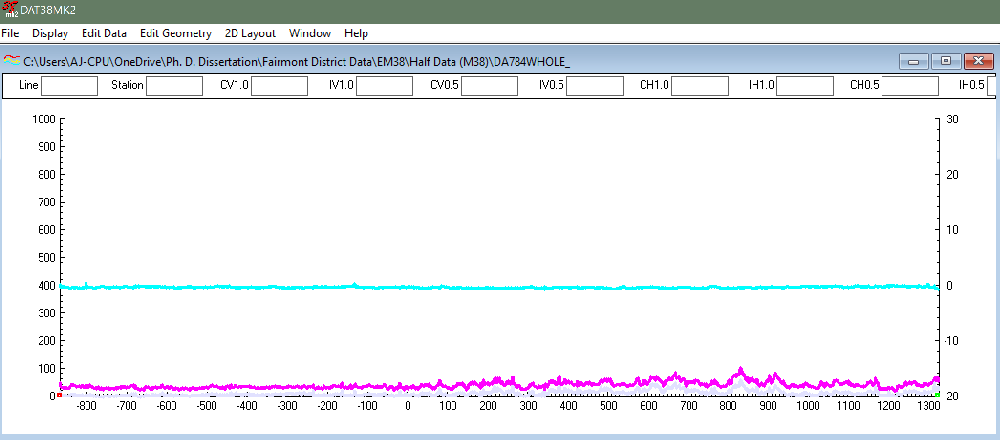 38 mk2 DAT38MK2
File Display Edit Data Edit Geometry 2D Layout Window Help
C:\Users\AJ-CPU\OneDrive\Ph. D. Dissertation\Fairmont District Data\EM38\Half Data (M38)\DA784WHOLE_
Line Station CV1.0 IV1.0 CV0.5 IV0.5 CH1.0 IH1.0 CH0.5 IH0.5
1000 30
900
800 20
700
600 10
500
400 0
300
200 -10
100
0 -20
-800 -700 -600 -500 -400 -300 -200 -100 0 100 200 300 400 500 600 700 800 900 1000 1100 1200 1300